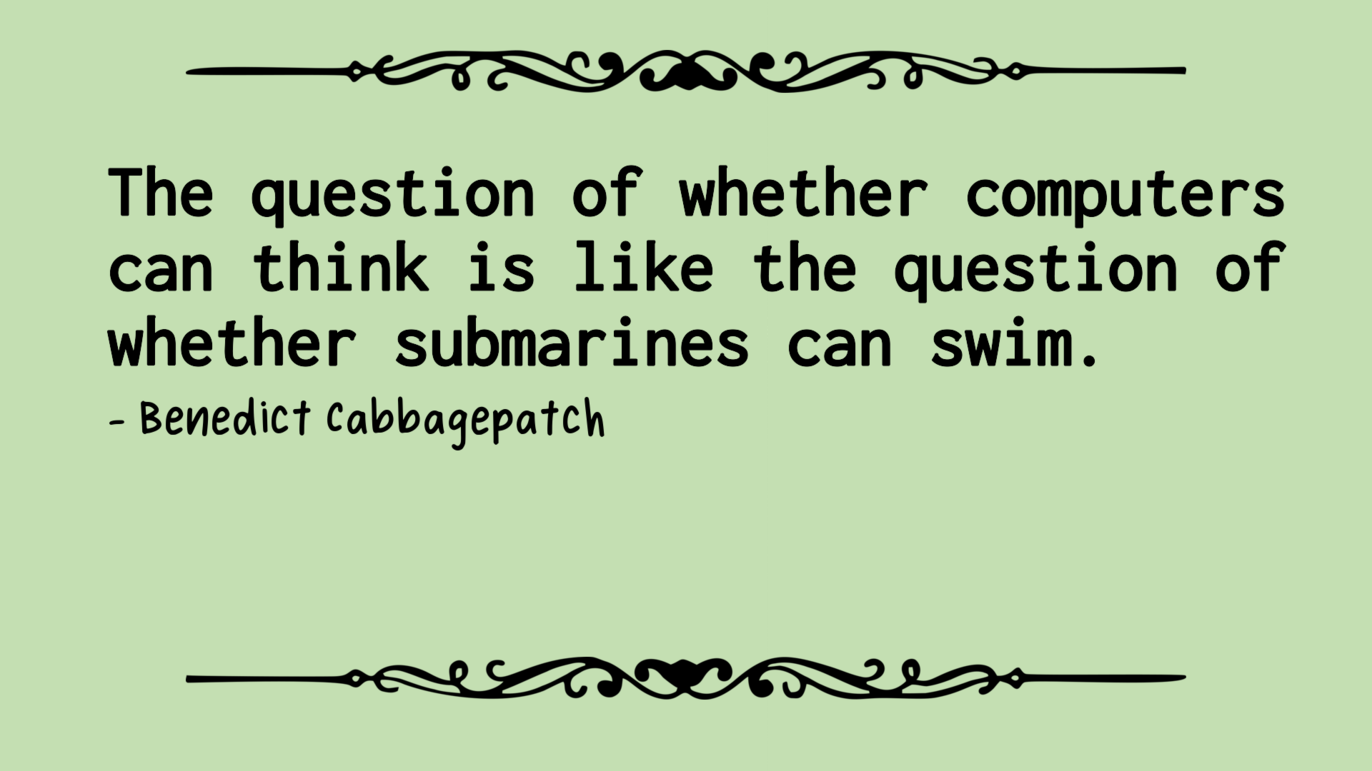 The question of whether computers
can think is like the question of
whether submarines can swim.
- Benedict Cabbagepatch